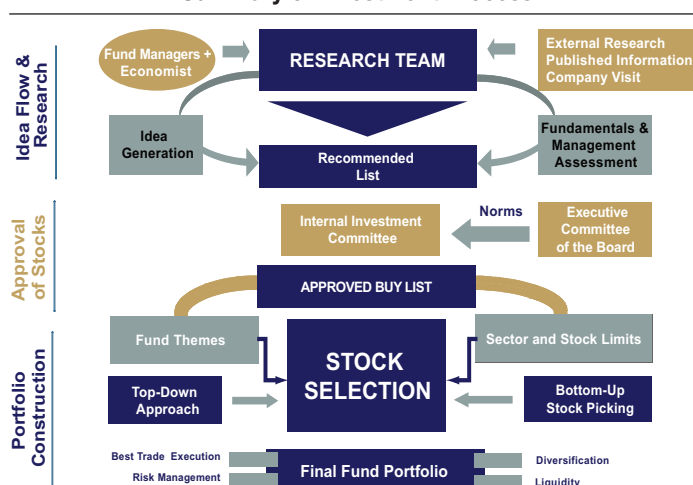 Idea Flow &
Research
Fund Managers +
Economist
RESEARCH TEAM
External Research
Published Information
Company Visit
Idea
Generation
Fundamentals &
Management
Assessment
Recommended
List
Approval
of Stocks
Internal Investment
Committee
Norms
Executive
Committee
of the Board
APPROVED BUY LIST
Portfolio
Construction
Fund Themes
STOCK
SELECTION
Sector and Stock Limits
Top-Down
Approach
Bottom-Up
Stock Picking
Best Trade Execution
Risk Management
Final Fund Portfolio
Diversification
Liquidity